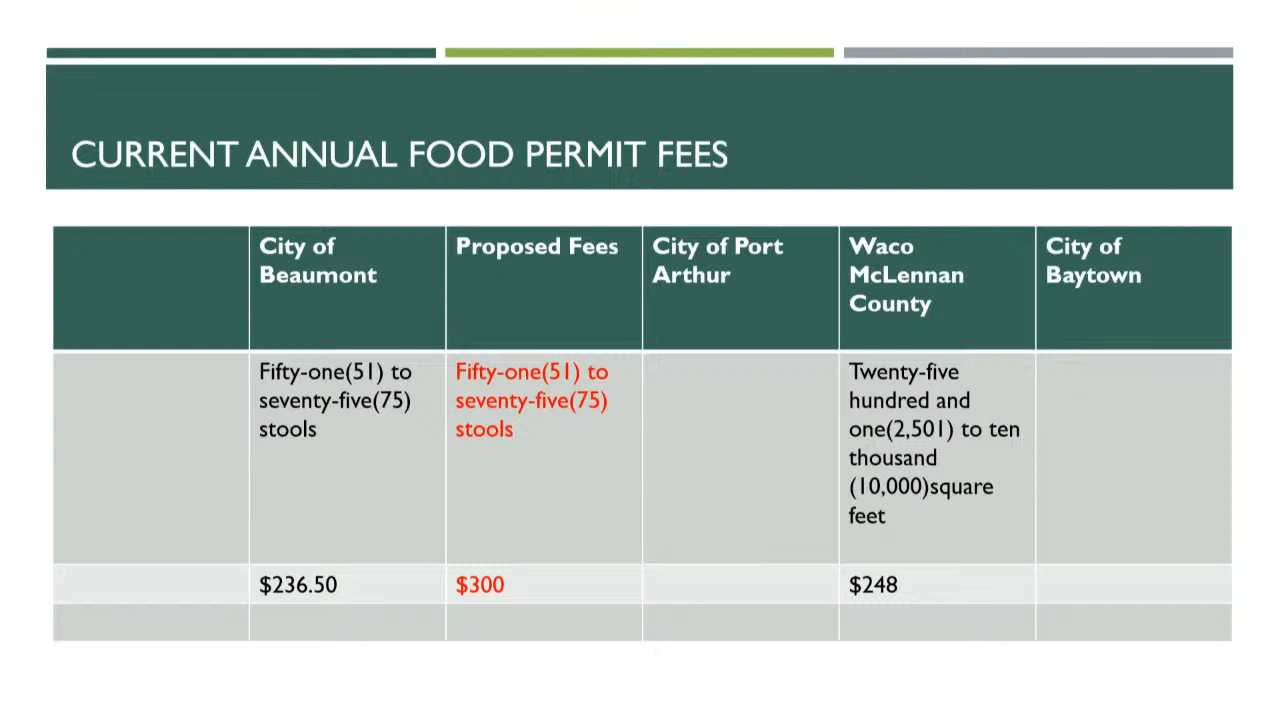 CURRENT ANNUAL FOOD PERMIT FEES
City of
Beaumont
Proposed Fees
City of Port
Arthur
Waco
McLennan
County
City of
Baytown
Fifty-one(51) to
seventy-five(75)
stools
Fifty-one(51) to
seventy-five(75)
stools
Twenty-five
hundred and
one(2,501) to ten
thousand
(10,000)square
feet
$236.50
$300
$248